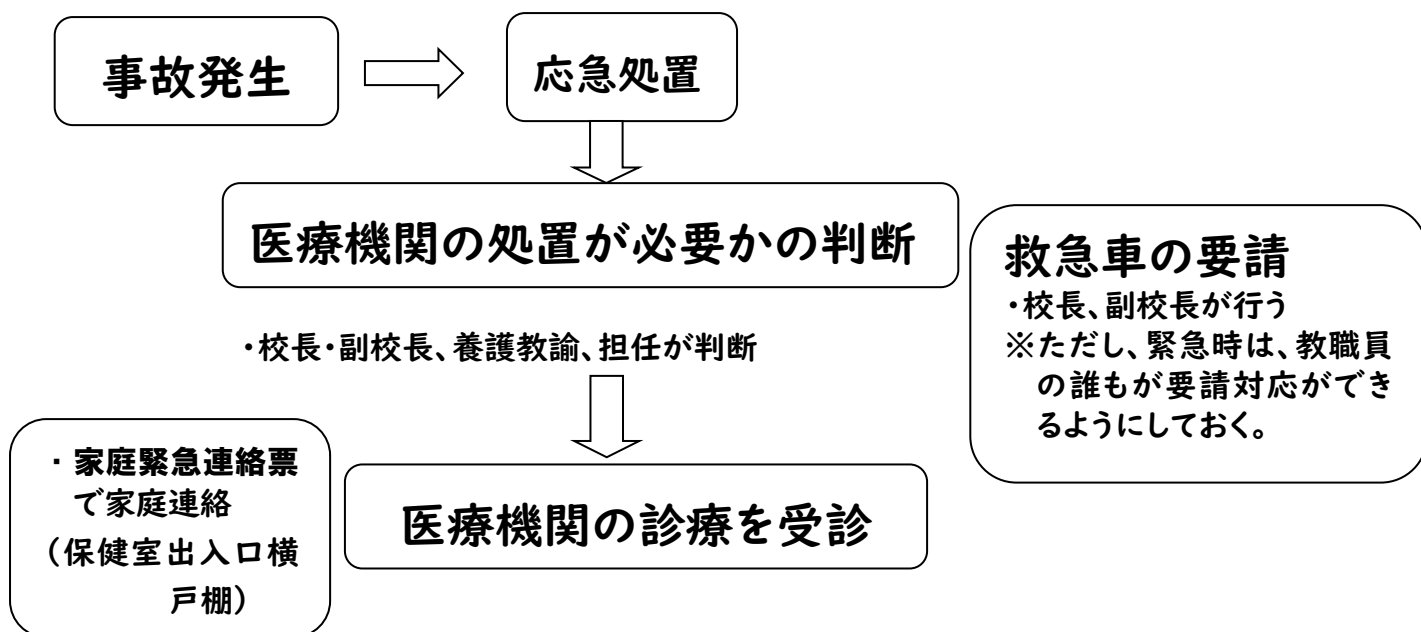 事故発生
応急処置
医療機関の処置が必要かの判断
救急車の要請
・校長、副校長が行う
※ただし、緊急時は、教職員
の誰もが要請対応ができ
るようにしておく。
・校長・副校長、養護教諭、担任が判断
・家庭緊急連絡票
で家庭連絡
(保健室出入口横
戸棚)
医療機関の診療を受診